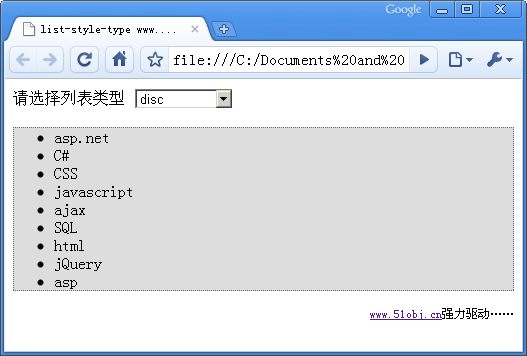 Google
list-style-type www....
file:///C:/Documents%20and%20
请选择列表类型 disc
asp.net
C#
CSS
javascript
ajax
SQL
html
jQuery
asp
www.51obj.cn强力驱动……